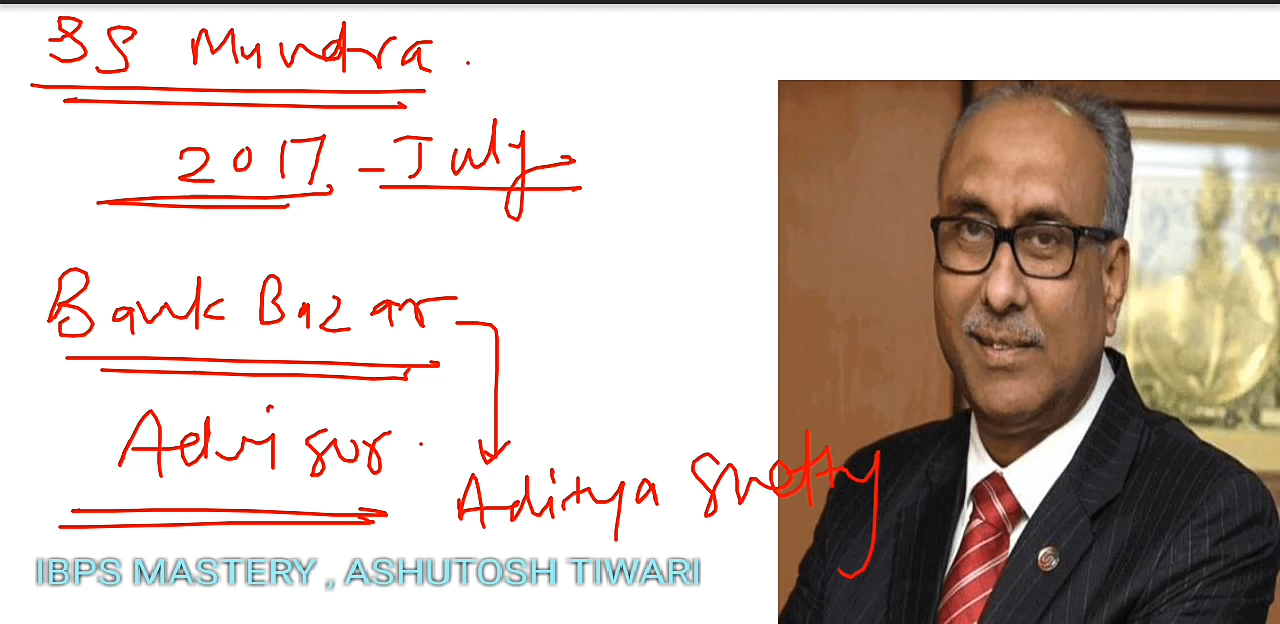 SS Mundra.
2017 - July
Bank Bazar
Advisor.
Aditya Shetty
IBPS MASTERY , ASHUTOSH TIWARI